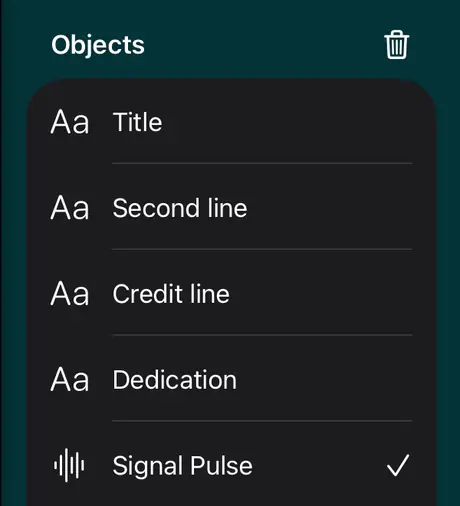 Objects
Aa Title
Aa Second line
Aa Credit line
Aa Dedication
Signal Pulse